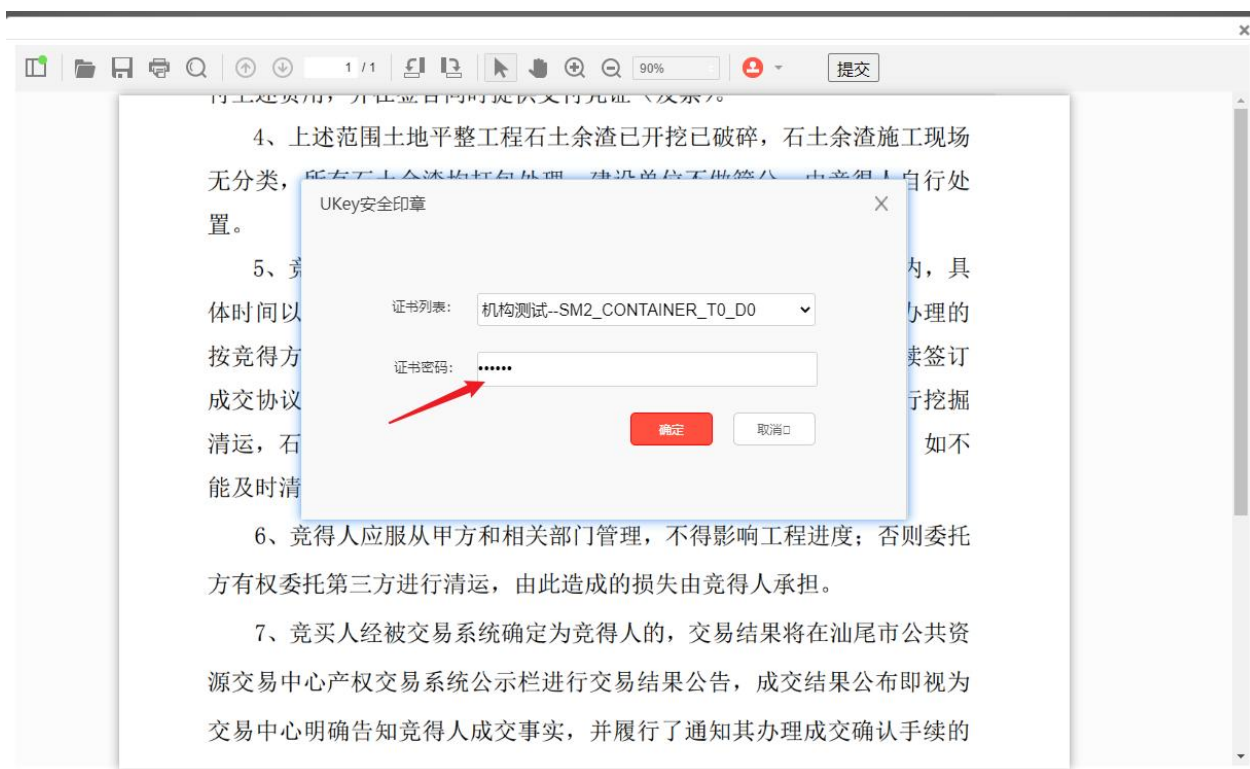 1 / 1
90%
提交
4、上述范围土地平整工程石土余渣已开挖已破碎，石土余渣施工现场
无分类，
自行处
置。
UKey安全印章
5、竞
内，具
证书列表：
机构测试--SM2_CONTAINER_T0_D0
体时间以
办理的
证书密码：
••••••
按竞得方
续签订
成交协议
行挖掘
确定
取消
清运，石
如不
能及时清
6、竞得人应服从甲方和相关部门管理，不得影响工程进度；否则委托
方有权委托第三方进行清运，由此造成的损失由竞得人承担。
7、竞买人经被交易系统确定为竞得人的，交易结果将在汕尾市公共资
源交易中心产权交易系统公示栏进行交易结果公告，成交结果公布即视为
交易中心明确告知竞得人成交事实，并履行了通知其办理成交确认手续的